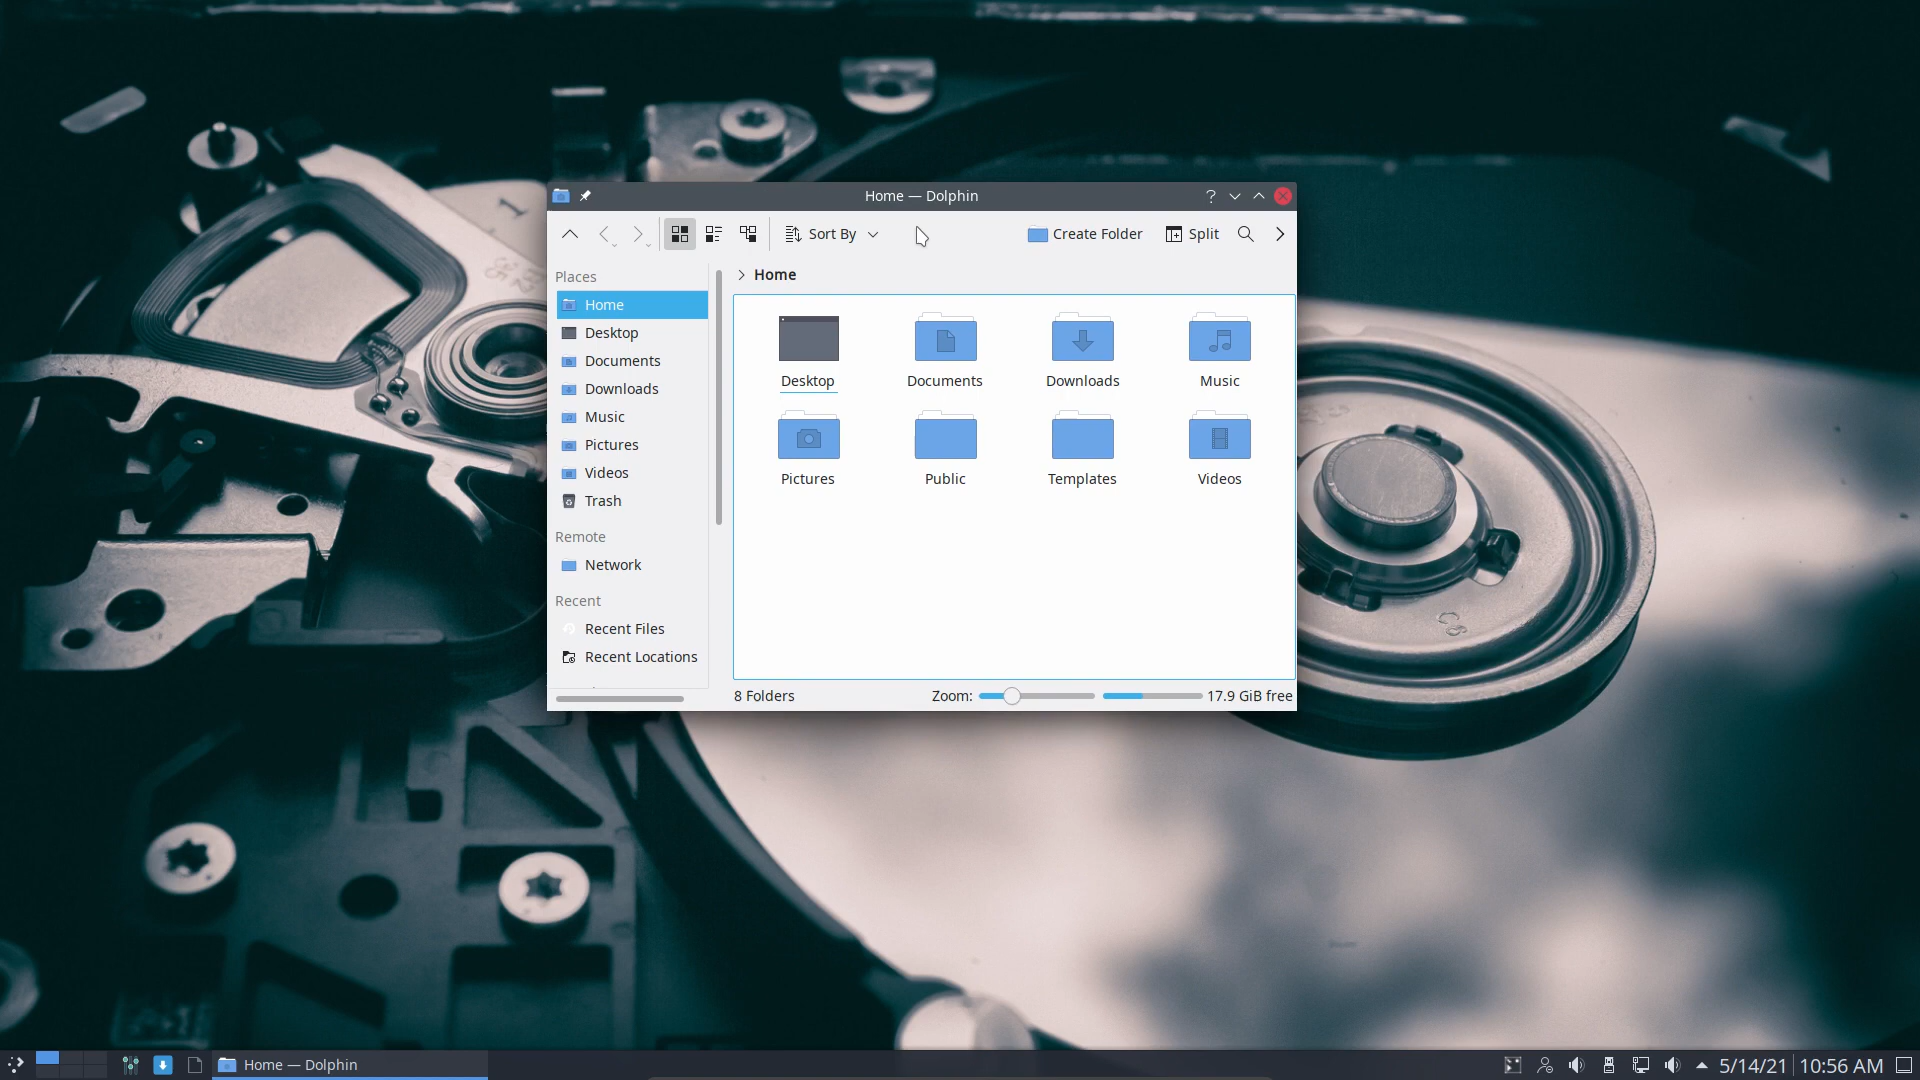 Home — Dolphin
Sort By
Create Folder
Split
Places
Home
Desktop
Documents
Downloads
Music
Pictures
Videos
Trash
Remote
Network
Recent
Recent Files
Recent Locations
Home
Desktop
Documents
Downloads
Music
Pictures
Public
Templates
Videos
8 Folders
Zoom:
17.9 GiB free
Home — Dolphin
5/14/21
10:56 AM